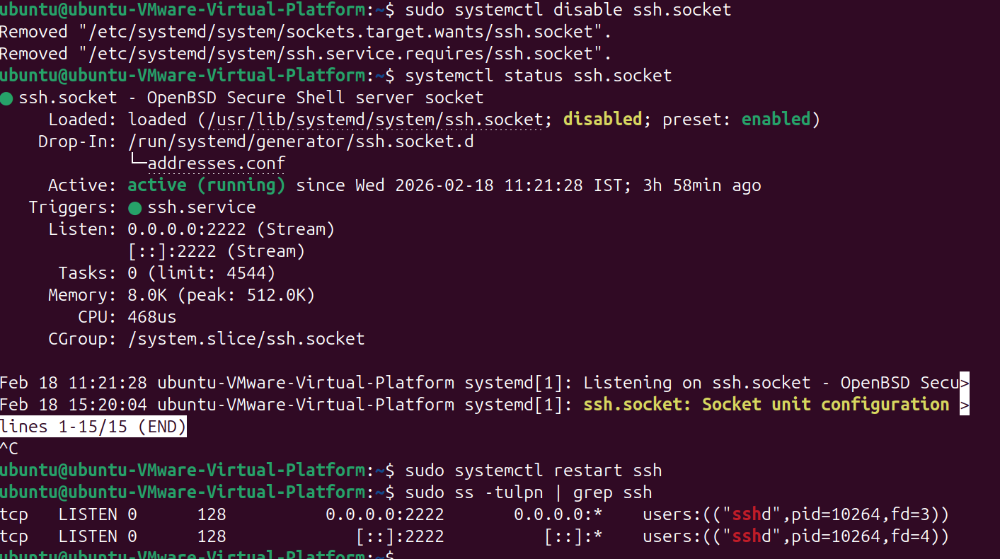 ubuntu@ubuntu-VMware-Virtual-Platform:~$ sudo systemctl disable ssh.socket
Removed "/etc/systemd/system/sockets.target.wants/ssh.socket".
Removed "/etc/systemd/system/ssh.service.requires/ssh.socket".
ubuntu@ubuntu-VMware-Virtual-Platform:~$ systemctl status ssh.socket
● ssh.socket - OpenBSD Secure Shell server socket
     Loaded: loaded (/usr/lib/systemd/system/ssh.socket; disabled; preset: enabled)
    Drop-In: /run/systemd/generator/ssh.socket.d
             └─addresses.conf
     Active: active (running) since Wed 2026-02-18 11:21:28 IST; 3h 58min ago
   Triggers: ● ssh.service
     Listen: 0.0.0.0:2222 (Stream)
             [::]:2222 (Stream)
      Tasks: 0 (limit: 4544)
     Memory: 8.0K (peak: 512.0K)
        CPU: 468us
     CGroup: /system.slice/ssh.socket
Feb 18 11:21:28 ubuntu-VMware-Virtual-Platform systemd[1]: Listening on ssh.socket - OpenBSD Secu>
Feb 18 15:20:04 ubuntu-VMware-Virtual-Platform systemd[1]: ssh.socket: Socket unit configuration >
lines 1-15/15 (END)
^C
ubuntu@ubuntu-VMware-Virtual-Platform:~$ sudo systemctl restart ssh
ubuntu@ubuntu-VMware-Virtual-Platform:~$ sudo ss -tulpn | grep ssh
tcp   LISTEN 0      128                0.0.0.0:2222       0.0.0.0:*    users:(("sshd",pid=10264,fd=3))
tcp   LISTEN 0      128                   [::]:2222          [::]:*    users:(("sshd",pid=10264,fd=4))
ubuntu@ubuntu-VMware-Virtual-Platform:~$